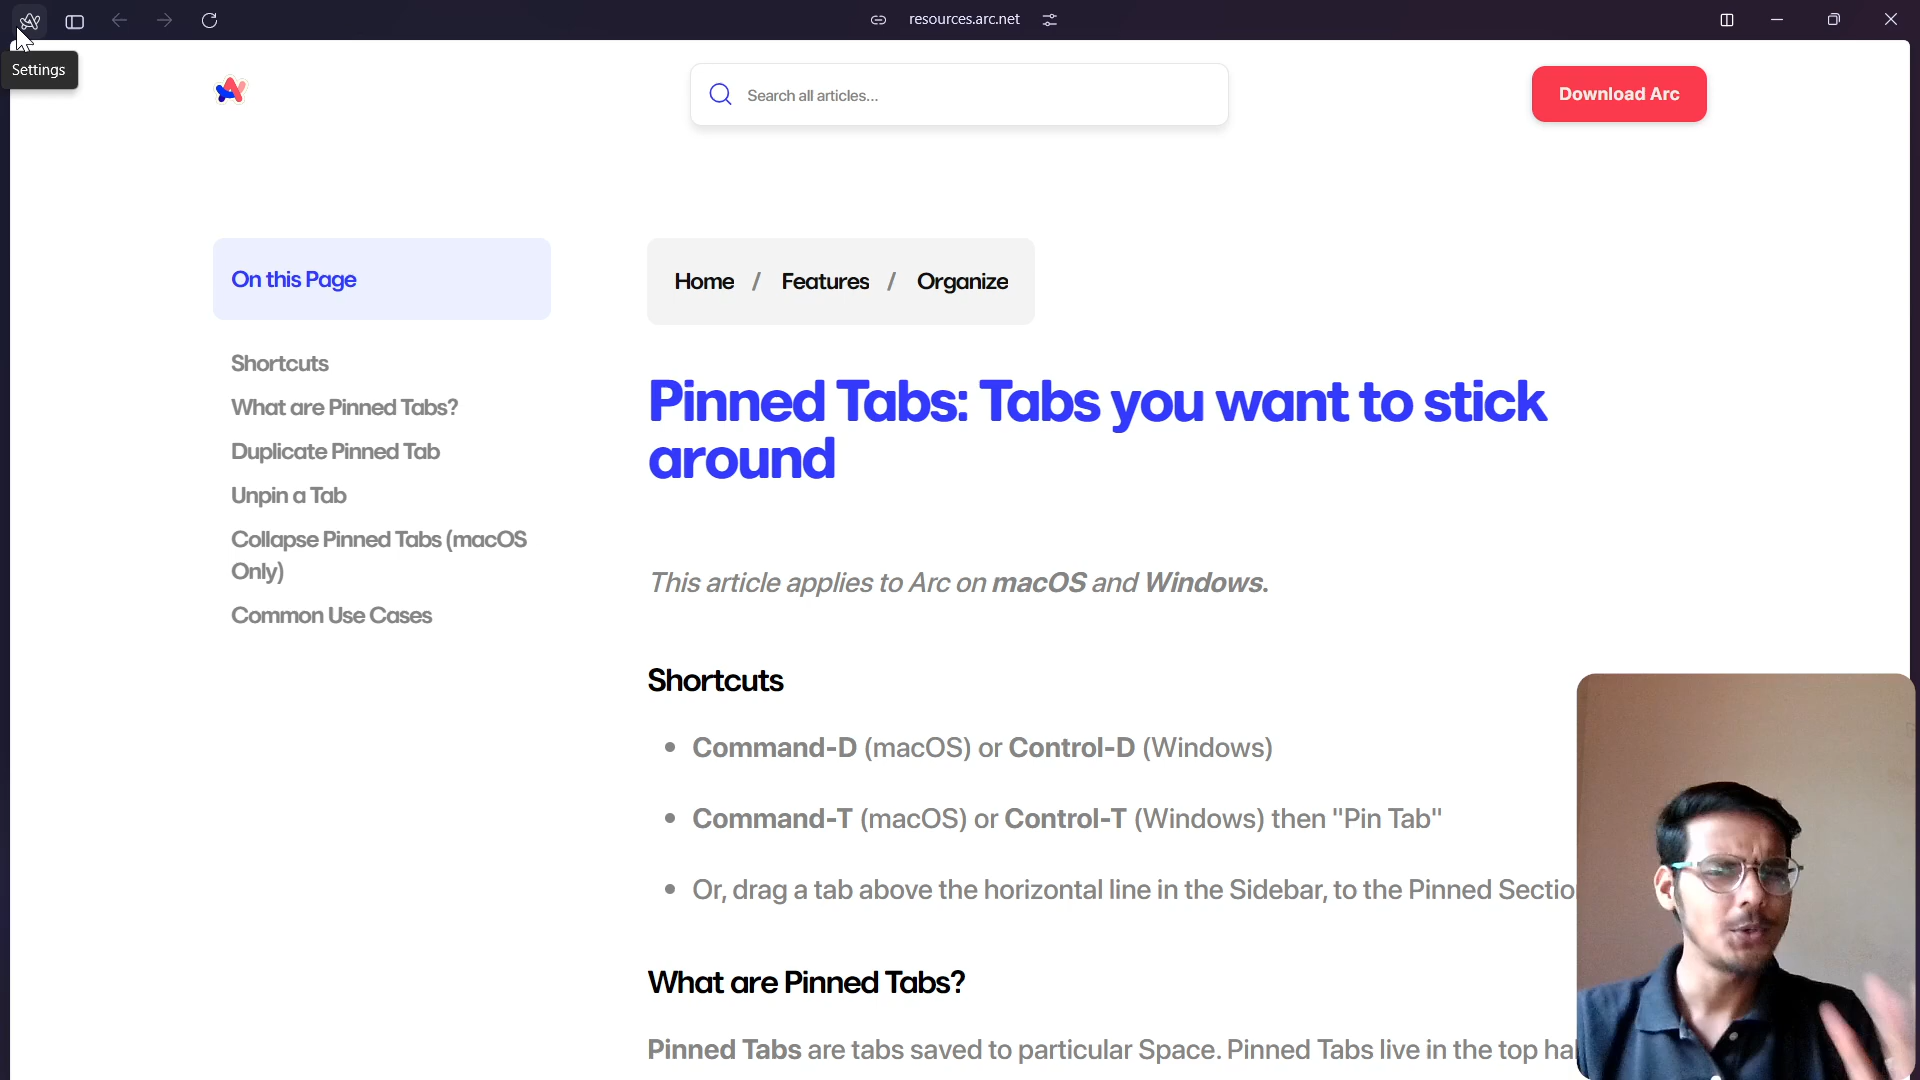 resources.arc.net
Settings
Search all articles...
Download Arc
On this Page
Shortcuts
What are Pinned Tabs?
Duplicate Pinned Tab
Unpin a Tab
Collapse Pinned Tabs (macOS
Only)
Common Use Cases
Home / Features / Organize
Pinned Tabs: Tabs you want to stick
around
This article applies to Arc on macOS and Windows.
Shortcuts
• Command-D (macOS) or Control-D (Windows)
• Command-T (macOS) or Control-T (Windows) then "Pin Tab"
• Or, drag a tab above the horizontal line in the Sidebar, to the Pinned Sectio
What are Pinned Tabs?
Pinned Tabs are tabs saved to particular Space. Pinned Tabs live in the top ha